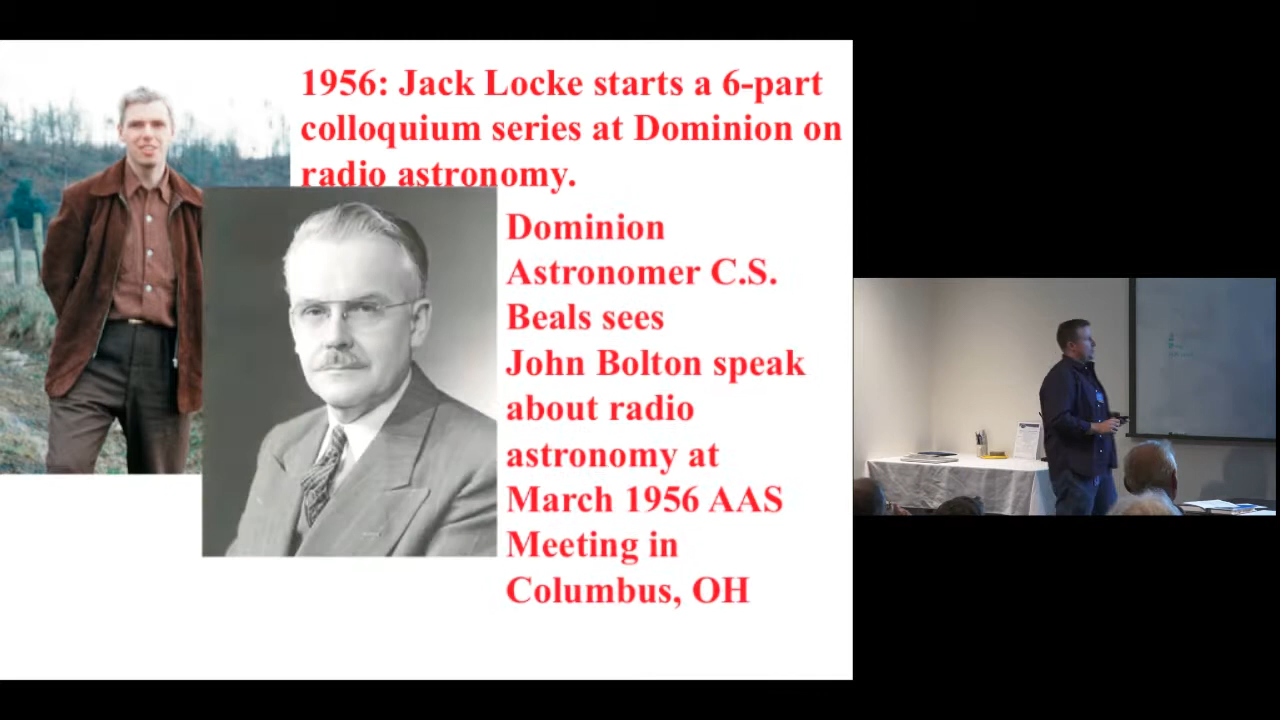 1956: Jack Locke starts a 6-part
colloquium series at Dominion on
radio astronomy.
Dominion
Astronomer C.S.
Beals sees
John Bolton speak
about radio
astronomy at
March 1956 AAS
Meeting in
Columbus, OH